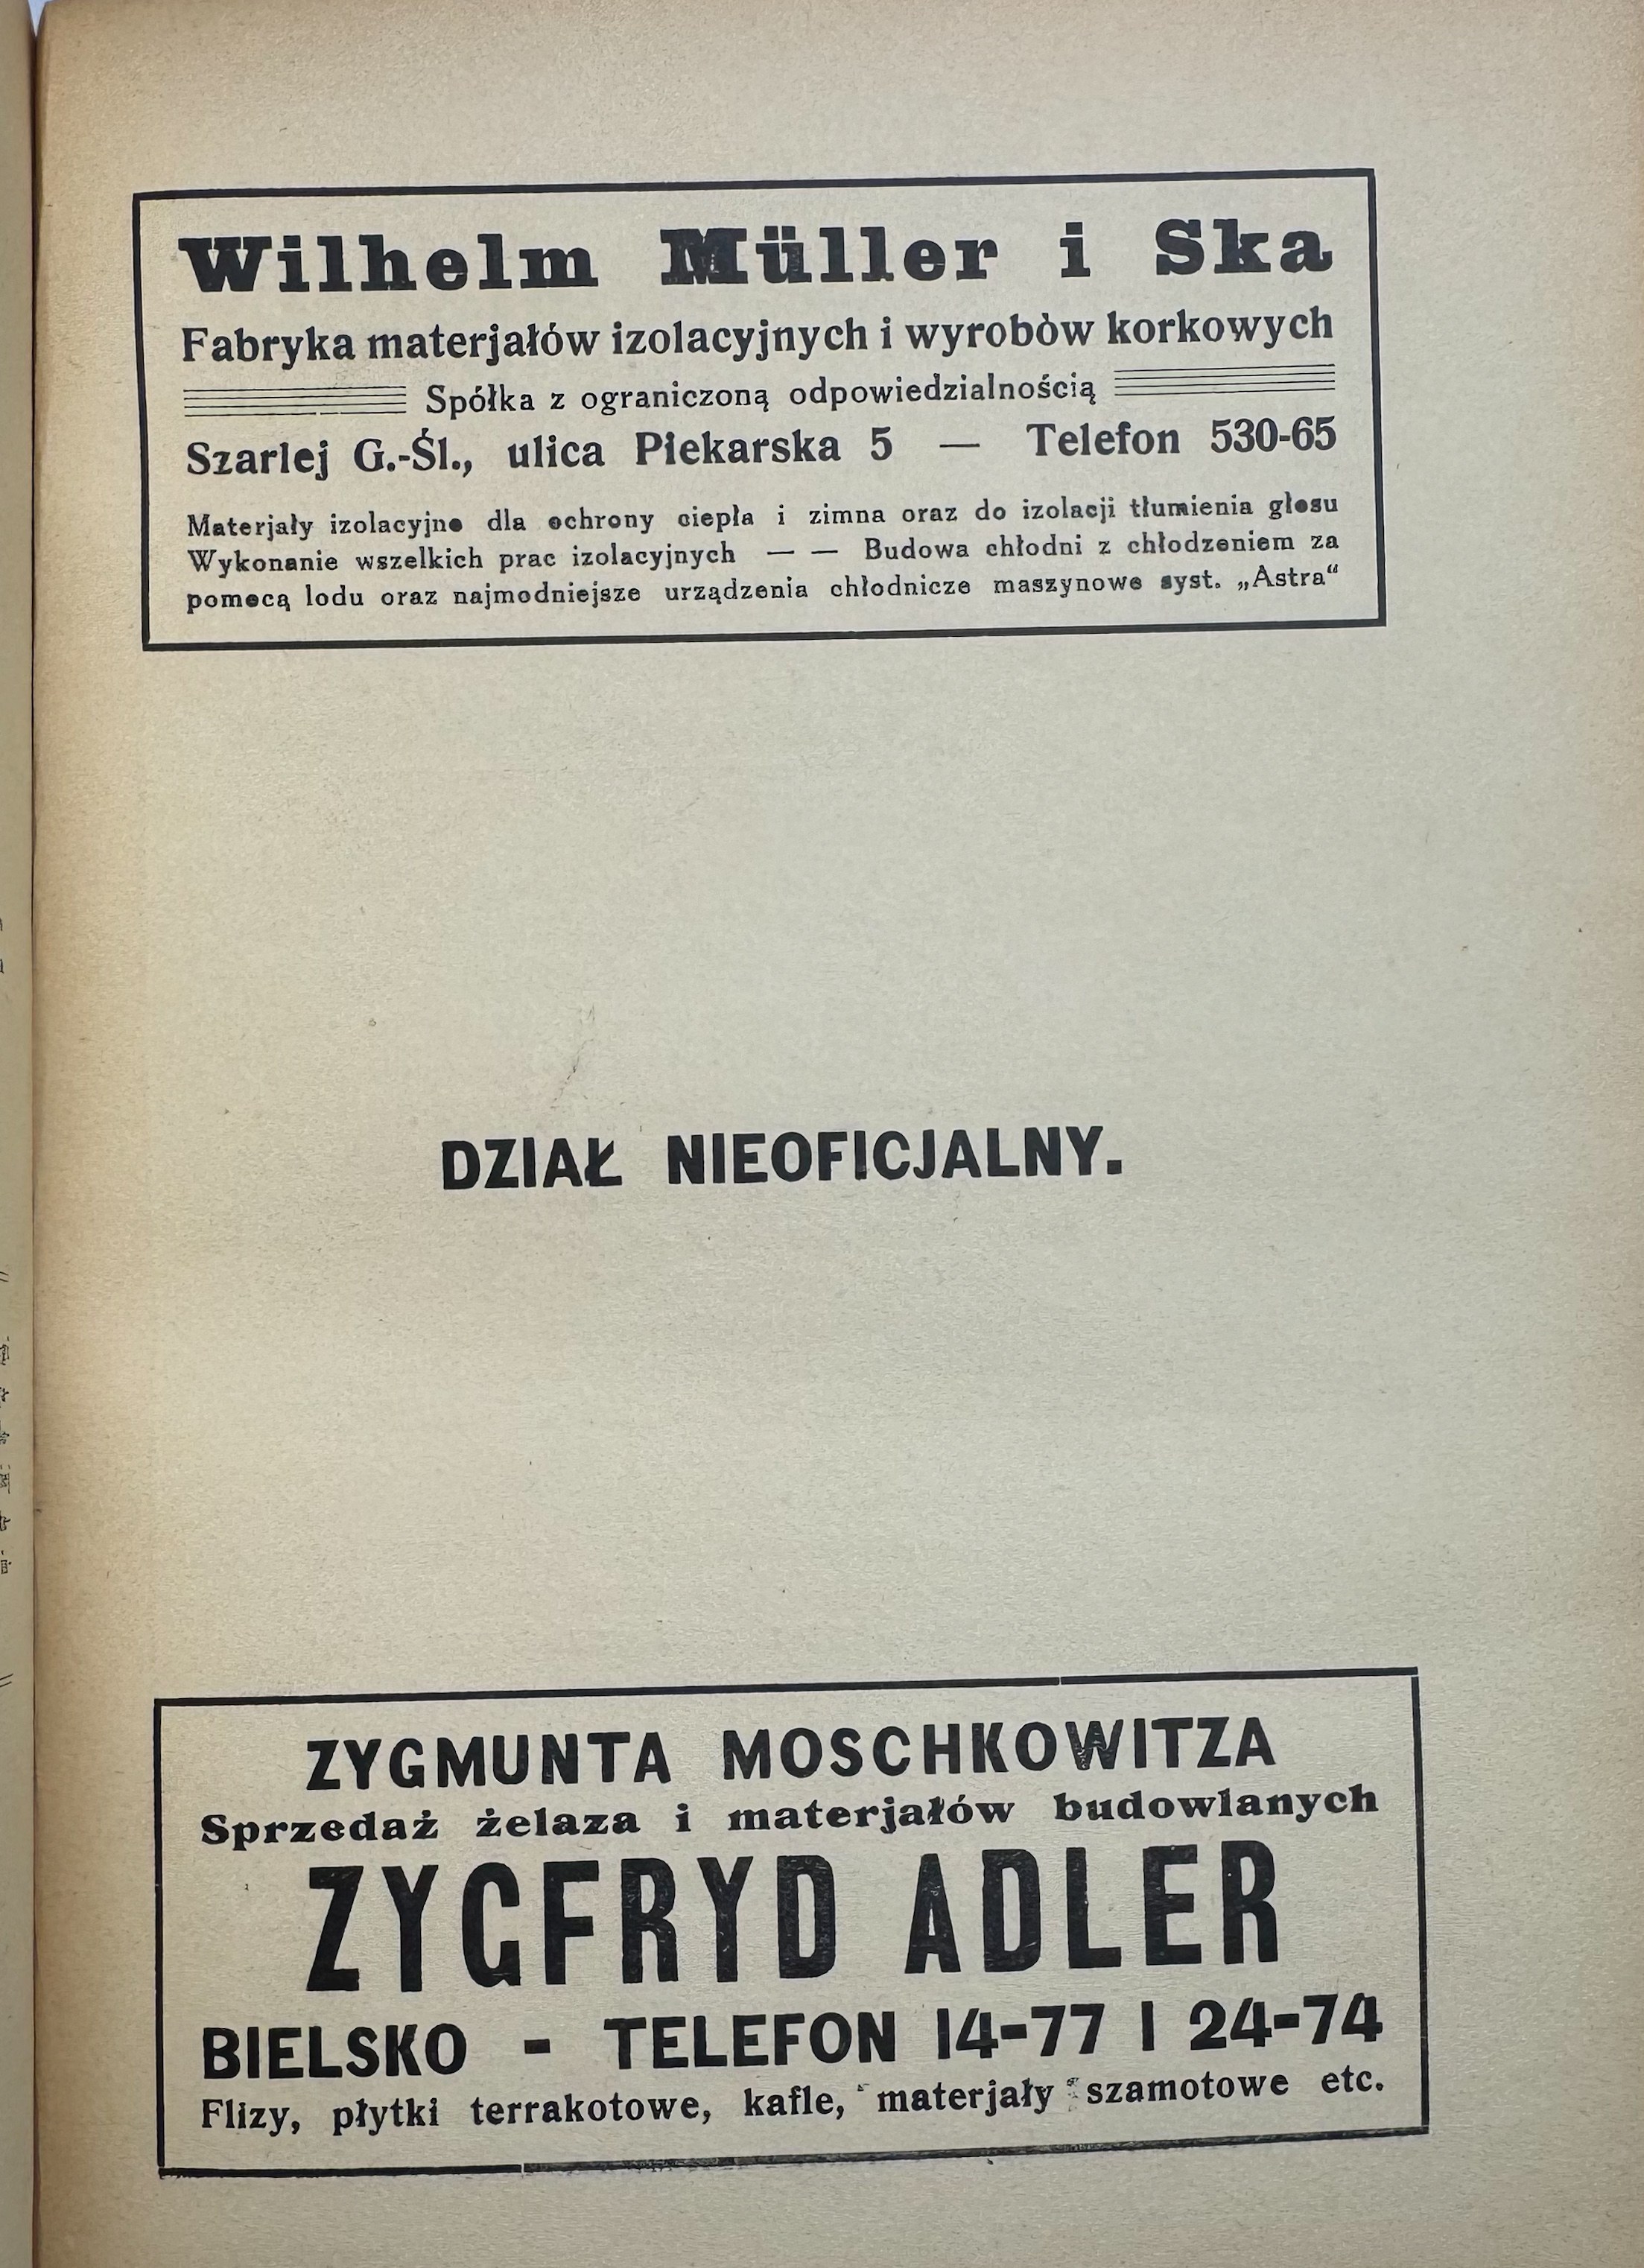 Wilhelm Müller i Ska
Fabryka materjałów izolacyjnych i wyrobòw korkowych
Spółka z ograniczoną odpowiedzialnością
Szarlej G.-Śl., ulica Piekarska 5 — Telefon 530-65
Materjały izolacyjne dla ochrony ciepła i zimna oraz do izolacji tłumienia głosu
Wykonanie wszelkich prac izolacyjnych — — Budowa chłodni z chłodzeniem za
pomocą lodu oraz najmodniejsze urządzenia chłodnicze maszynowe syst. „Astra“
DZIAŁ NIEOFICJALNY.
ZYGMUNTA MOSCHKOWITZA
Sprzedaż żelaza i materjałów budowlanych
ZYGFRYD ADLER
BIELSKO - TELEFON 14-77 I 24-74
Flizy, płytki terrakotowe, kafle, materjały szamotowe etc.